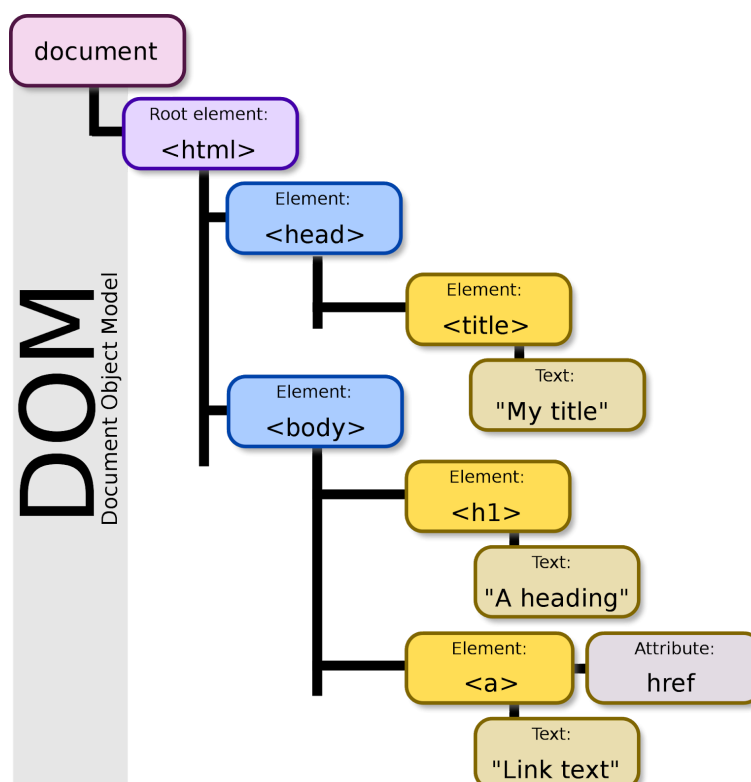 document
Root element:
<html>
Element:
<head>
Element:
<title>
Text:
"My title"
Element:
<body>
Element:
<h1>
Text:
"A heading"
Element:
<a>
Attribute:
href
Text:
"Link text"
DOM
Document Object Model